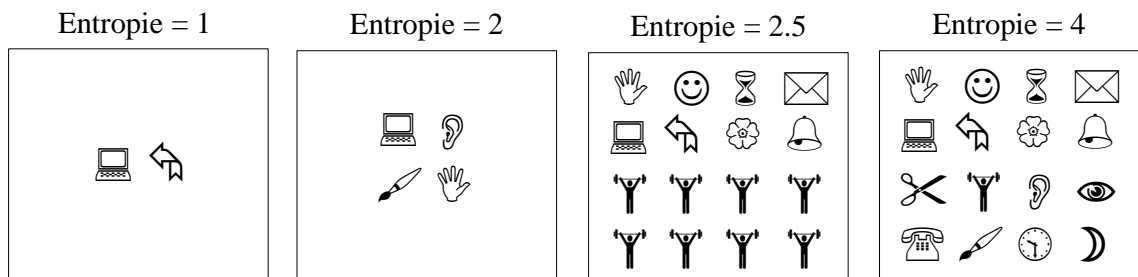 Entropie = 1
Entropie = 2
Entropie = 2.5
Entropie = 4